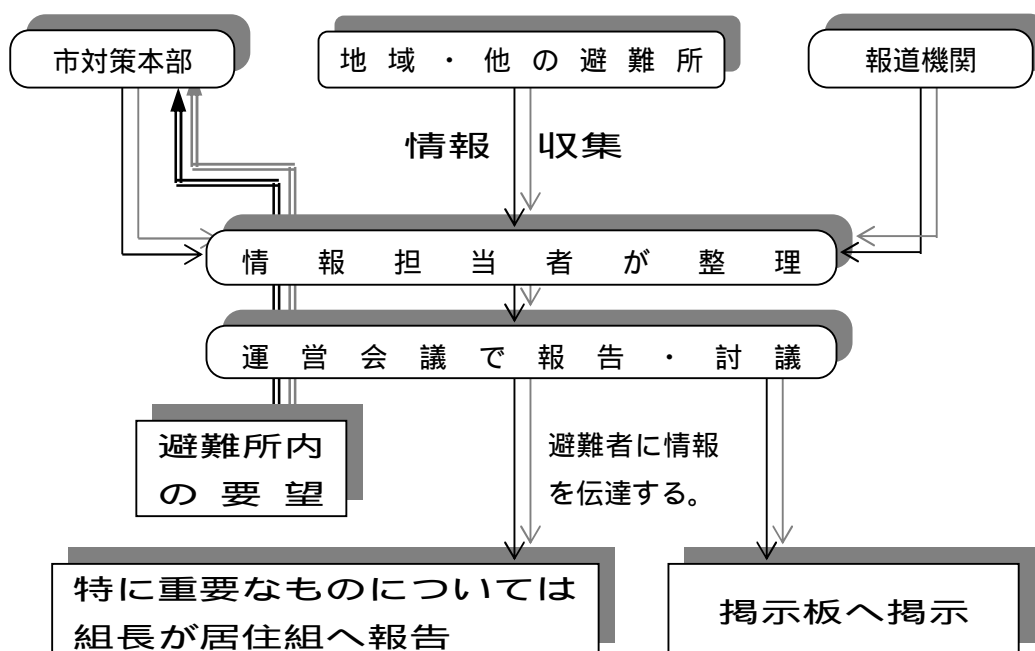 市対策本部
地域・他の避難所
報道機関
情報 収集
情報担当者が整理
運営会議で報告・討議
避難所内
の要望
避難者に情報
を伝達する。
特に重要なものについては
組長が居住組へ報告
掲示板へ掲示